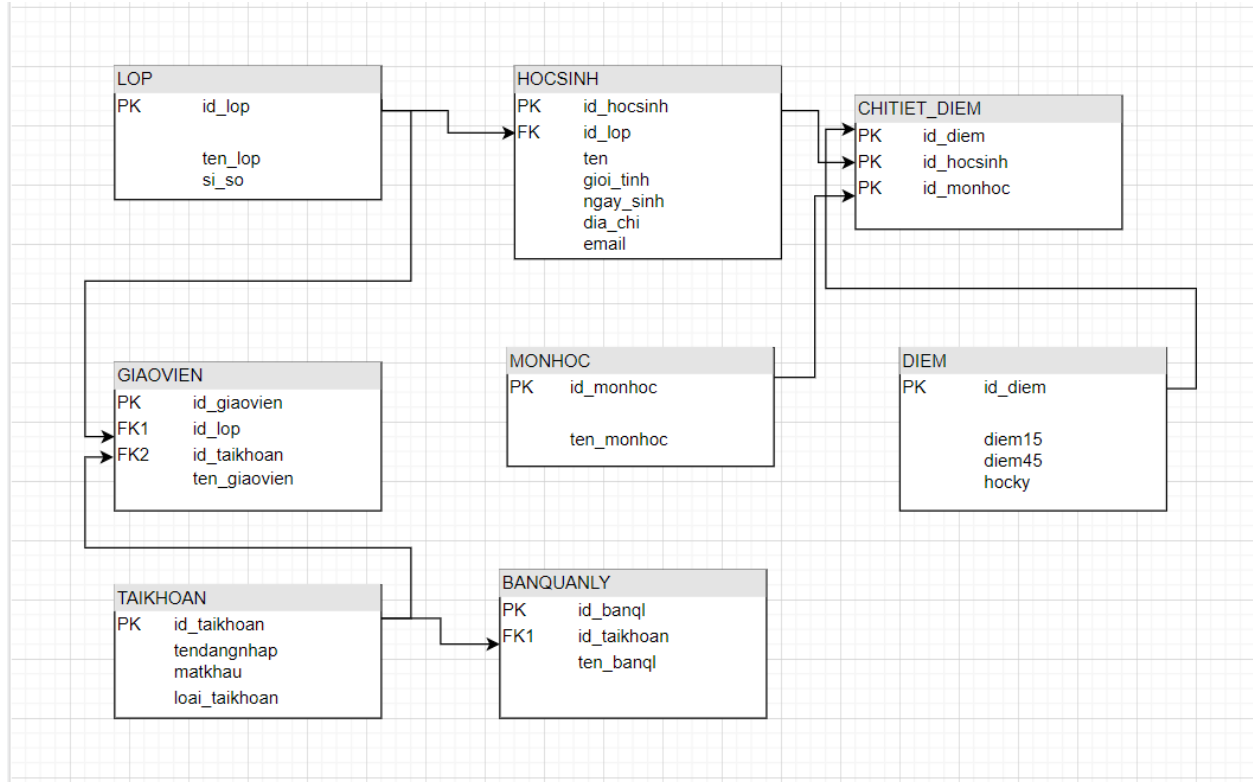 LOP
PK id_lop
ten_lop
si_so
HOCSINH
PK id_hocsinh
FK id_lop
ten
gioi_tinh
ngay_sinh
dia_chi
email
CHITIET_DIEM
PK id_diem
PK id_hocsinh
PK id_monhoc
GIAOVIEN
PK id_giaovien
FK1 id_lop
FK2 id_taikhoan
ten_giaovien
MONHOC
PK id_monhoc
ten_monhoc
DIEM
PK id_diem
diem15
diem45
hocky
TAIKHOAN
PK id_taikhoan
tendangnhap
matkhau
loai_taikhoan
BANQUANLY
PK id_banql
FK1 id_taikhoan
ten_banql